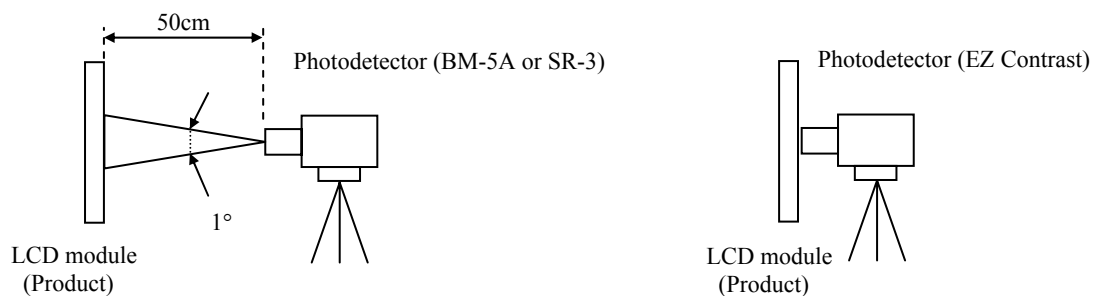 50cm
Photodetector (BM-5A or SR-3)
1°
LCD module
(Product)
Photodetector (EZ Contrast)
LCD module
(Product)